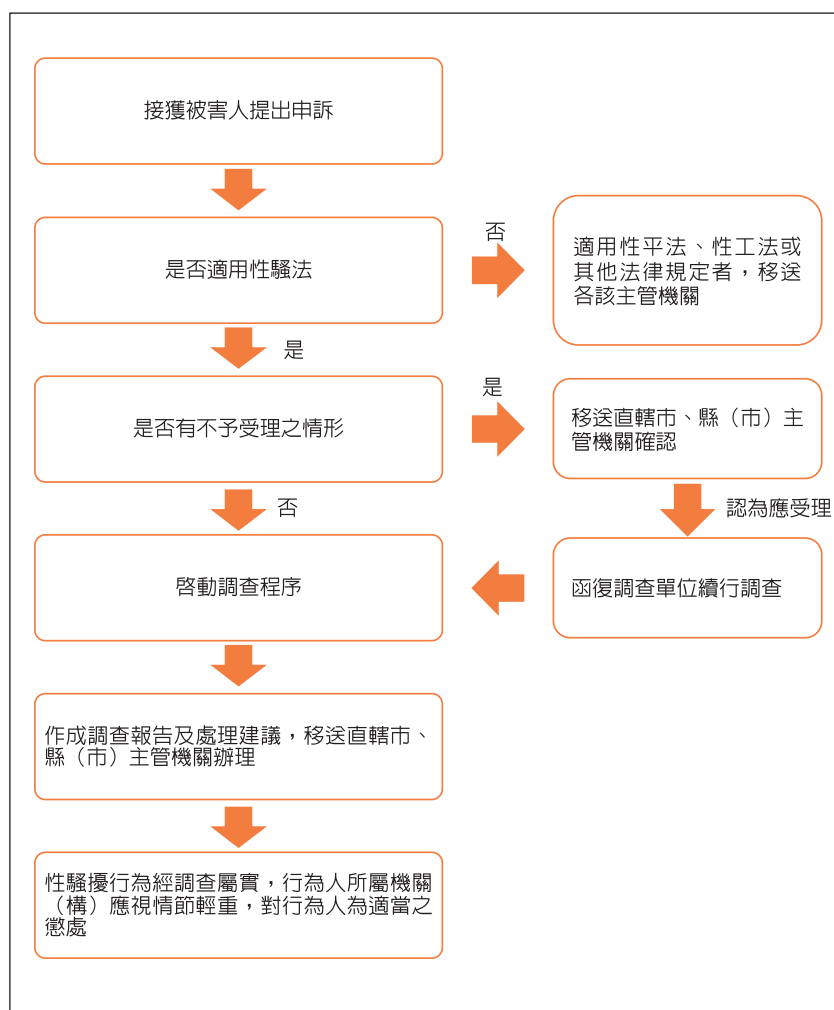 接獲被害人提出申訴
是否適用性騷法
否
適用性平法、性工法或
其他法律規定者，移送
各該主管機關
是
是否有不予受理之情形
是
移送直轄市、縣（市）主
管機關確認
否
認為應受理
啓動調查程序
函復調查單位續行調查
作成調查報告及處理建議，移送直轄市、
縣（市）主管機關辦理
性騷擾行為經調查屬實，行為人所屬機關
（構）應視情節輕重，對行為人為適當之
懲處